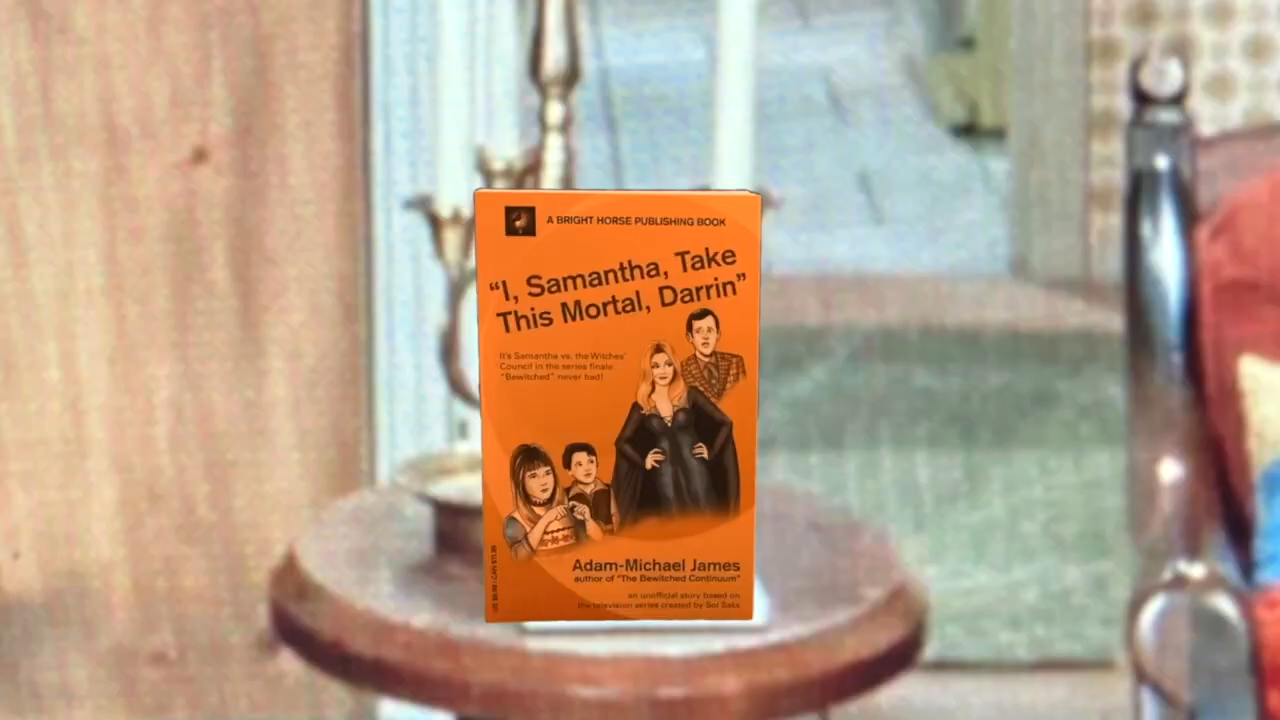 A BRIGHT HORSE PUBLISHING BOOK
“I, Samantha, Take
This Mortal, Darrin”
It's Samantha vs. the Witches'
Council in the series finale
“Bewitched” never had!
Adam-Michael James
author of “The Bewitched Continuum”
an unofficial story based on
the television series created by Sol Saks